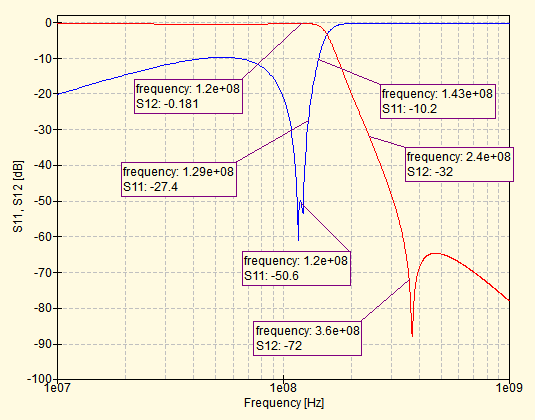 0
-10
-20
-30
-40
-50
-60
-70
-80
-90
-100
S11, S12 [dB]
frequency: 1.2e+08
S12: -0.181
frequency: 1.43e+08
S11: -10.2
frequency: 2.4e+08
S12: -32
frequency: 1.29e+08
S11: -27.4
frequency: 1.2e+08
S11: -50.6
frequency: 3.6e+08
S12: -72
1e07
1e08
1e09
Frequency [Hz]